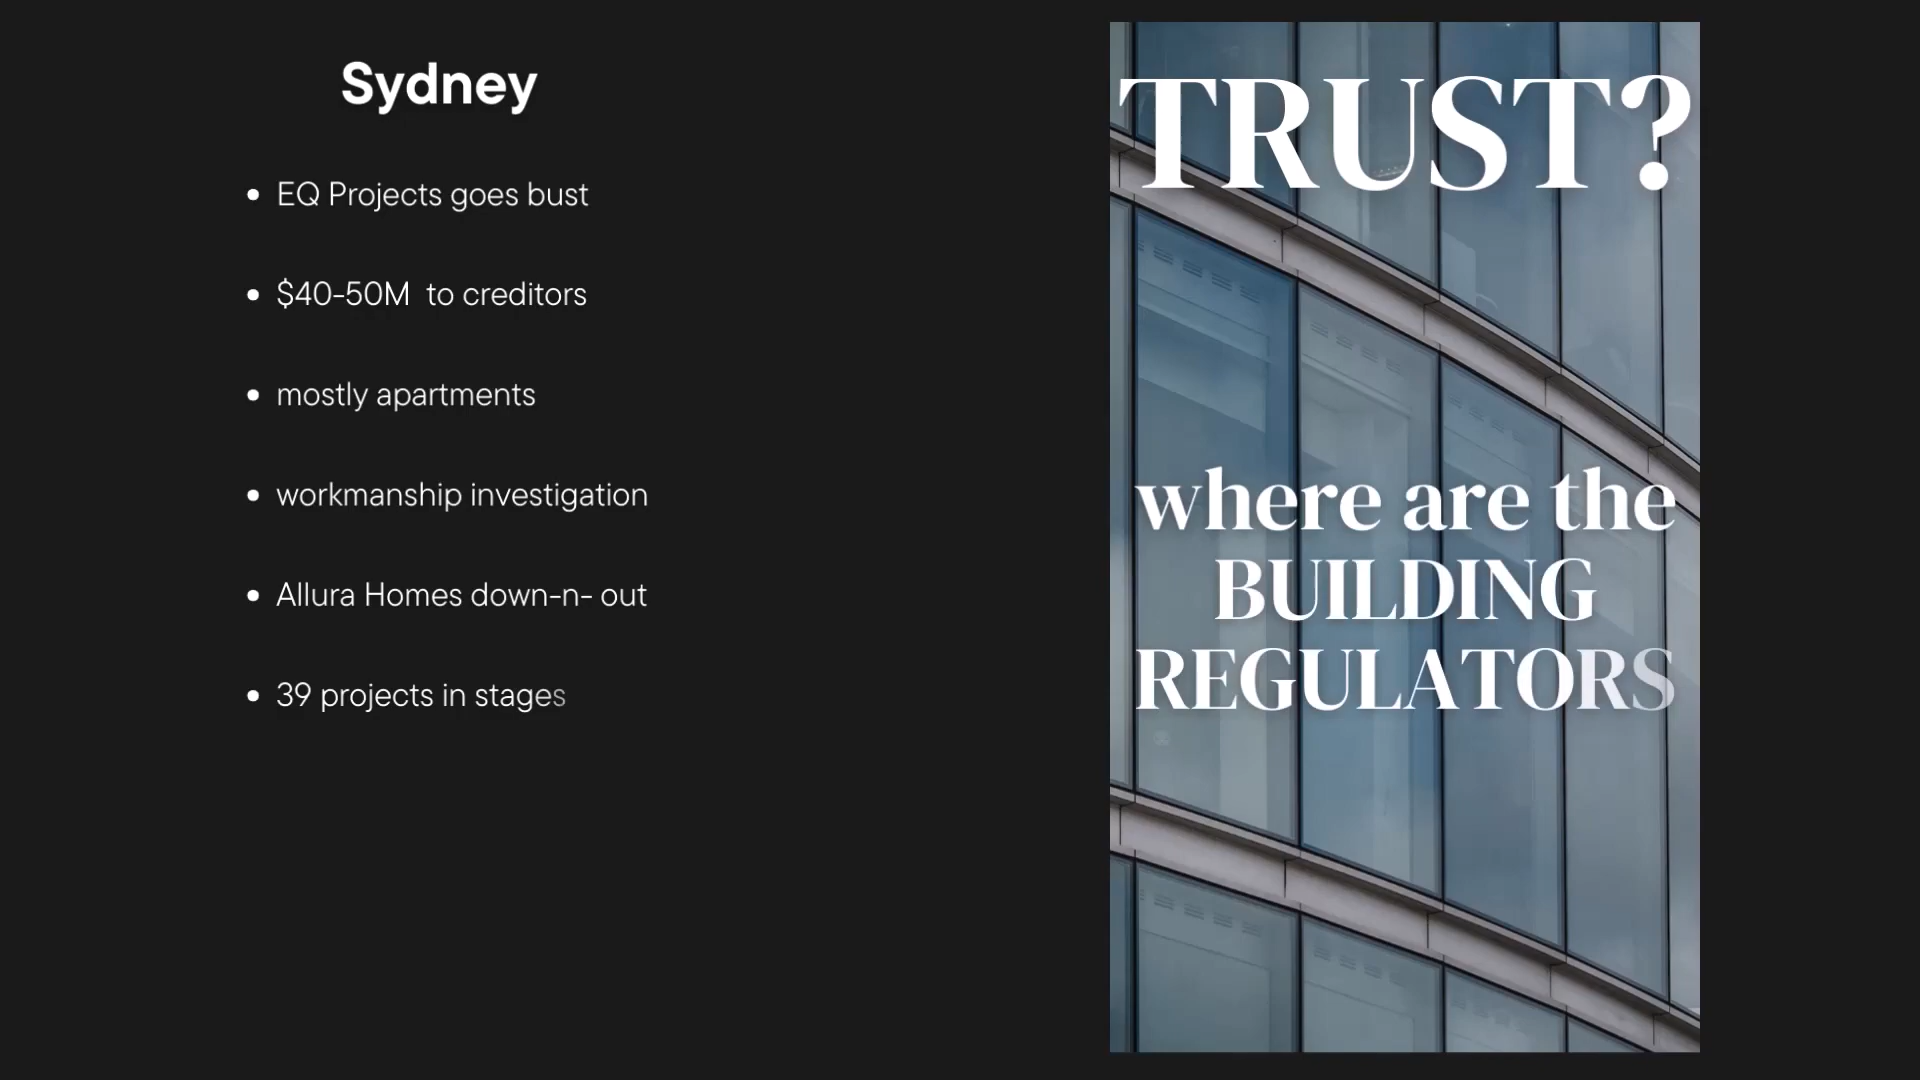 Sydney
• EQ Projects goes bust
• $40-50M  to creditors
• mostly apartments
• workmanship investigation
• Allura Homes down-n- out
• 39 projects in stages
TRUST?
where are the
BUILDING
REGULATORS